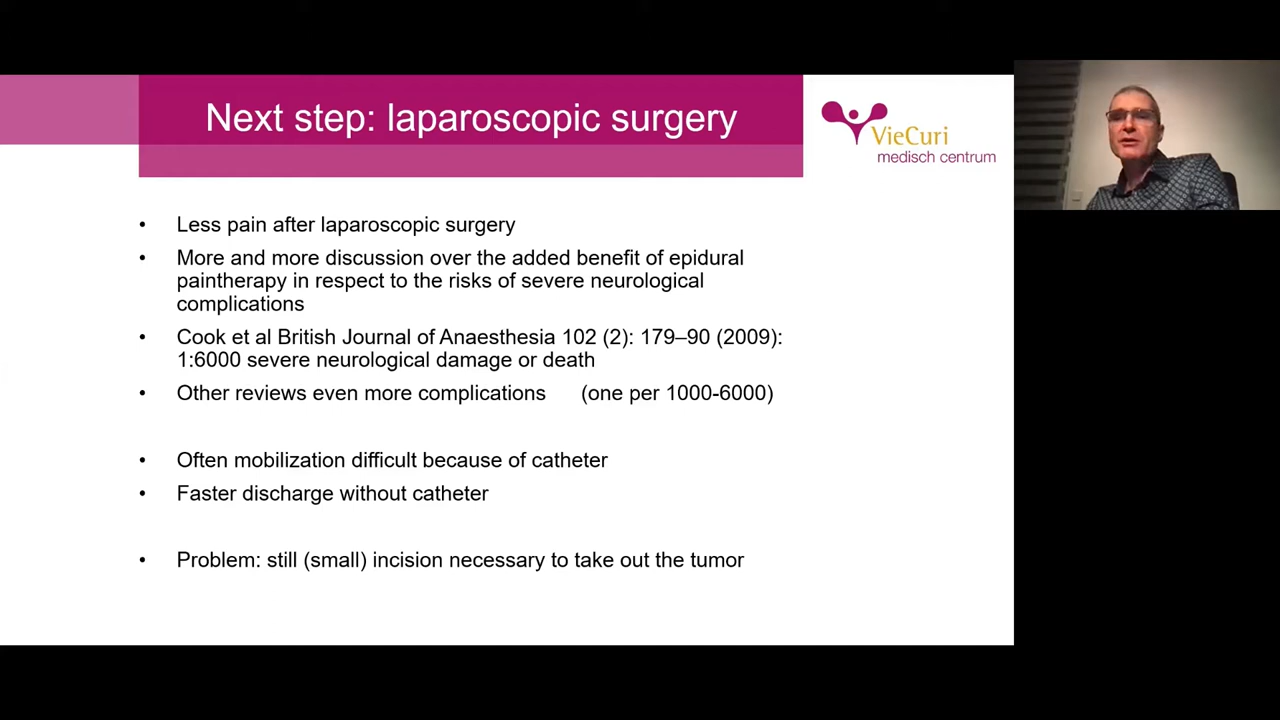 Next step: laparoscopic surgery
VieCuri
medisch centrum
• Less pain after laparoscopic surgery
• More and more discussion over the added benefit of epidural
paintherapy in respect to the risks of severe neurological
complications
• Cook et al British Journal of Anaesthesia 102 (2): 179–90 (2009):
1:6000 severe neurological damage or death
• Other reviews even more complications (one per 1000-6000)
• Often mobilization difficult because of catheter
• Faster discharge without catheter
• Problem: still (small) incision necessary to take out the tumor